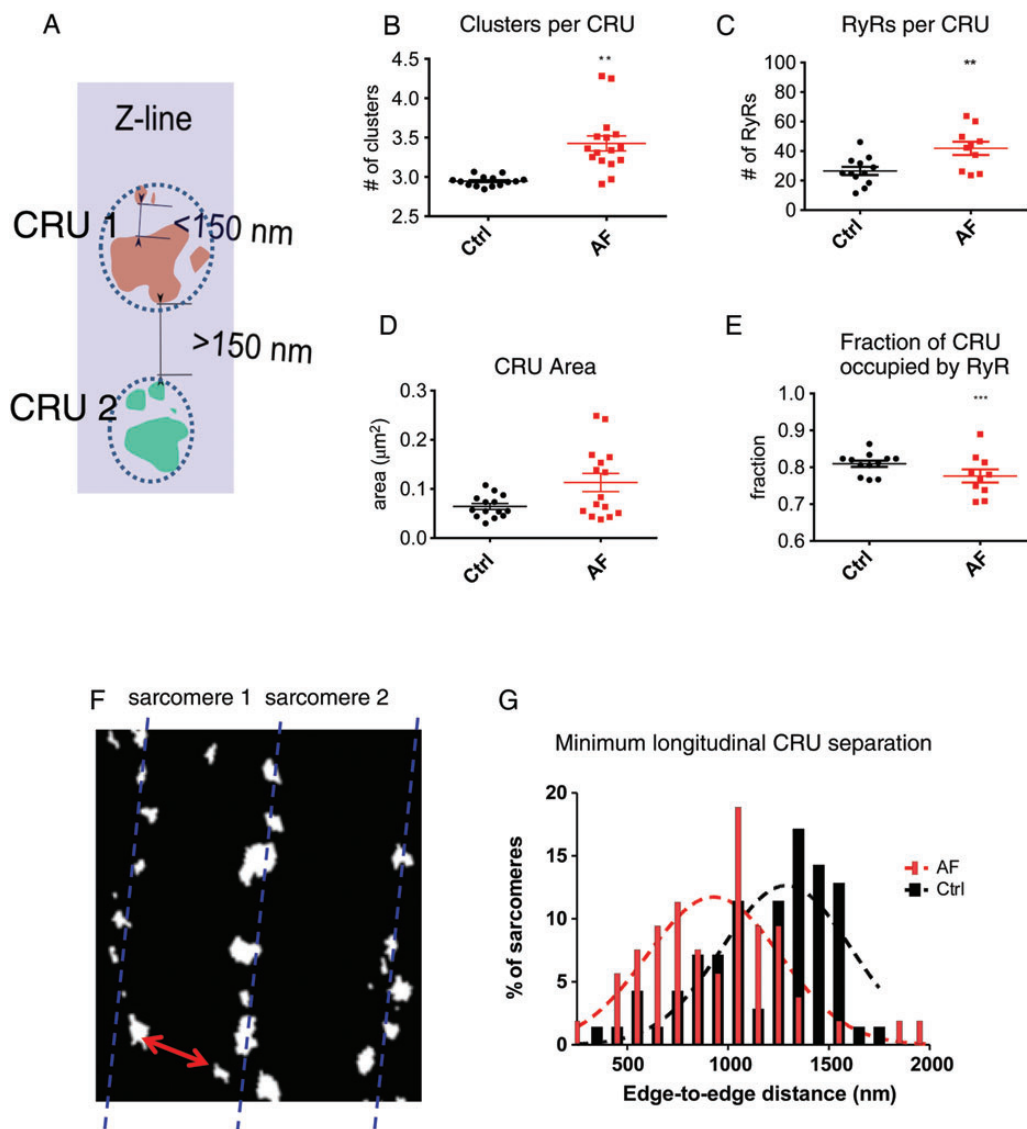 A
Z-line
CRU 1
<150 nm
>150 nm
CRU 2
B
Clusters per CRU
**
# of clusters
4.5
4.0
3.5
3.0
2.5
Ctrl
AF
C
RyRs per CRU
**
# of RyRs
100
80
60
40
20
0
Ctrl
AF
D
CRU Area
area (µm²)
0.3
0.2
0.1
0.0
Ctrl
AF
E
Fraction of CRU
occupied by RyR
***
fraction
1.0
0.9
0.8
0.7
0.6
Ctrl
AF
F
sarcomere 1 sarcomere 2
G
Minimum longitudinal CRU separation
% of sarcomeres
20
15
10
5
0
AF
Ctrl
500 1000 1500 2000
Edge-to-edge distance (nm)